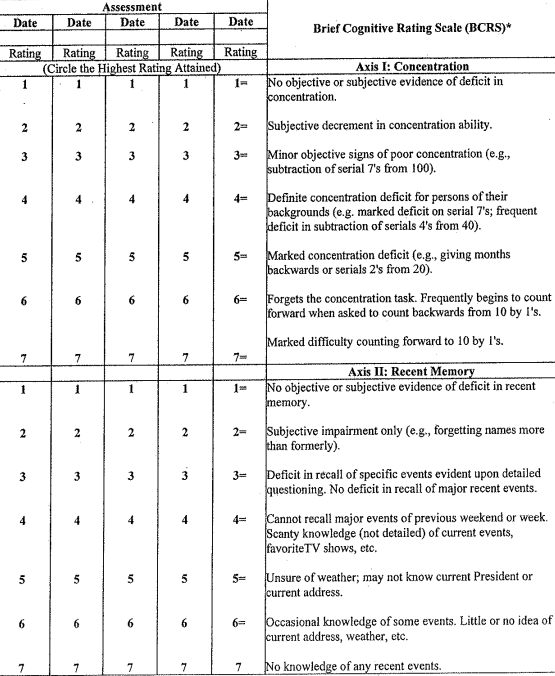 Assessment
Date Date Date Date Date
Brief Cognitive Rating Scale (BCRS)*
Rating Rating Rating Rating Rating
(Circle the Highest Rating Attained)
Axis I: Concentration
1 1 1 1 1= No objective or subjective evidence of deficit in
concentration.
2 2 2 2 2= Subjective decrement in concentration ability.
3 3 3 3 3= Minor objective signs of poor concentration (e.g.,
subtraction of serial 7's from 100).
4 4 4 4 4= Definite concentration deficit for persons of their
backgrounds (e.g. marked deficit on serial 7's; frequent
deficit in subtraction of serials 4's from 40).
5 5 5 5 5= Marked concentration deficit (e.g., giving months
backwards or serials 2's from 20).
6 6 6 6 6= Forgets the concentration task. Frequently begins to count
forward when asked to count backwards from 10 by 1's.
Marked difficulty counting forward to 10 by 1's.
7 7 7 7 7=
Axis II: Recent Memory
1 1 1 1 1= No objective or subjective evidence of deficit in recent
memory.
2 2 2 2 2= Subjective impairment only (e.g., forgetting names more
than formerly).
3 3 3 3 3= Deficit in recall of specific events evident upon detailed
questioning. No deficit in recall of major recent events.
4 4 4 4 4= Cannot recall major events of previous weekend or week.
Scanty knowledge (not detailed) of current events,
favoriteTV shows, etc.
5 5 5 5 5= Unsure of weather; may not know current President or
current address.
6 6 6 6 6= Occasional knowledge of some events. Little or no idea of
current address, weather, etc.
7 7 7 7 7 No knowledge of any recent events.